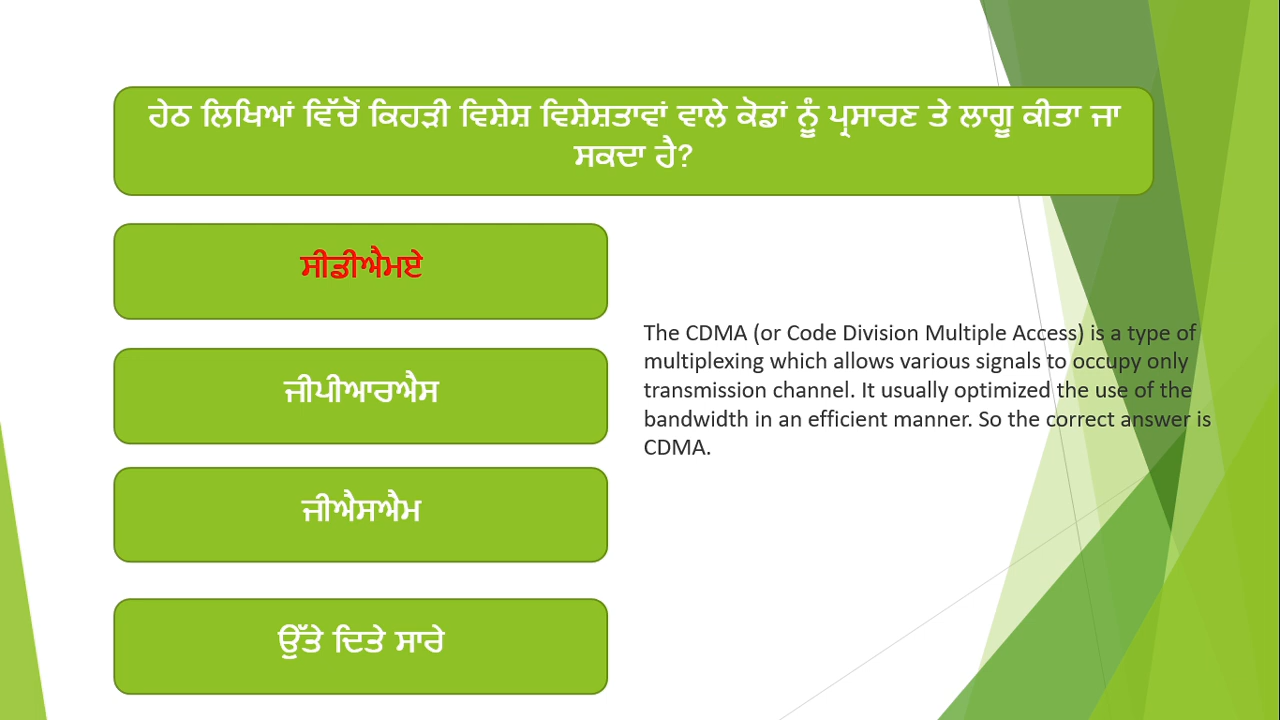 ਹੇਠ ਲਿਖਿਆਂ ਵਿੱਚੋਂ ਕਿਹੜੀ ਵਿਸ਼ੇਸ਼ ਵਿਸ਼ੇਸ਼ਤਾਵਾਂ ਵਾਲੇ ਕੋਡਾਂ ਨੂੰ ਪ੍ਰਸਾਰਣ ਤੇ ਲਾਗੂ ਕੀਤਾ ਜਾ
ਸਕਦਾ ਹੈ?
ਸੀਡੀਐਮਏ
ਜੀਪੀਆਰਐਸ
ਜੀਐਸਐਮ
ਉੱਤੇ ਦਿਤੇ ਸਾਰੇ
The CDMA (or Code Division Multiple Access) is a type of
multiplexing which allows various signals to occupy only
transmission channel. It usually optimized the use of the
bandwidth in an efficient manner. So the correct answer is
CDMA.